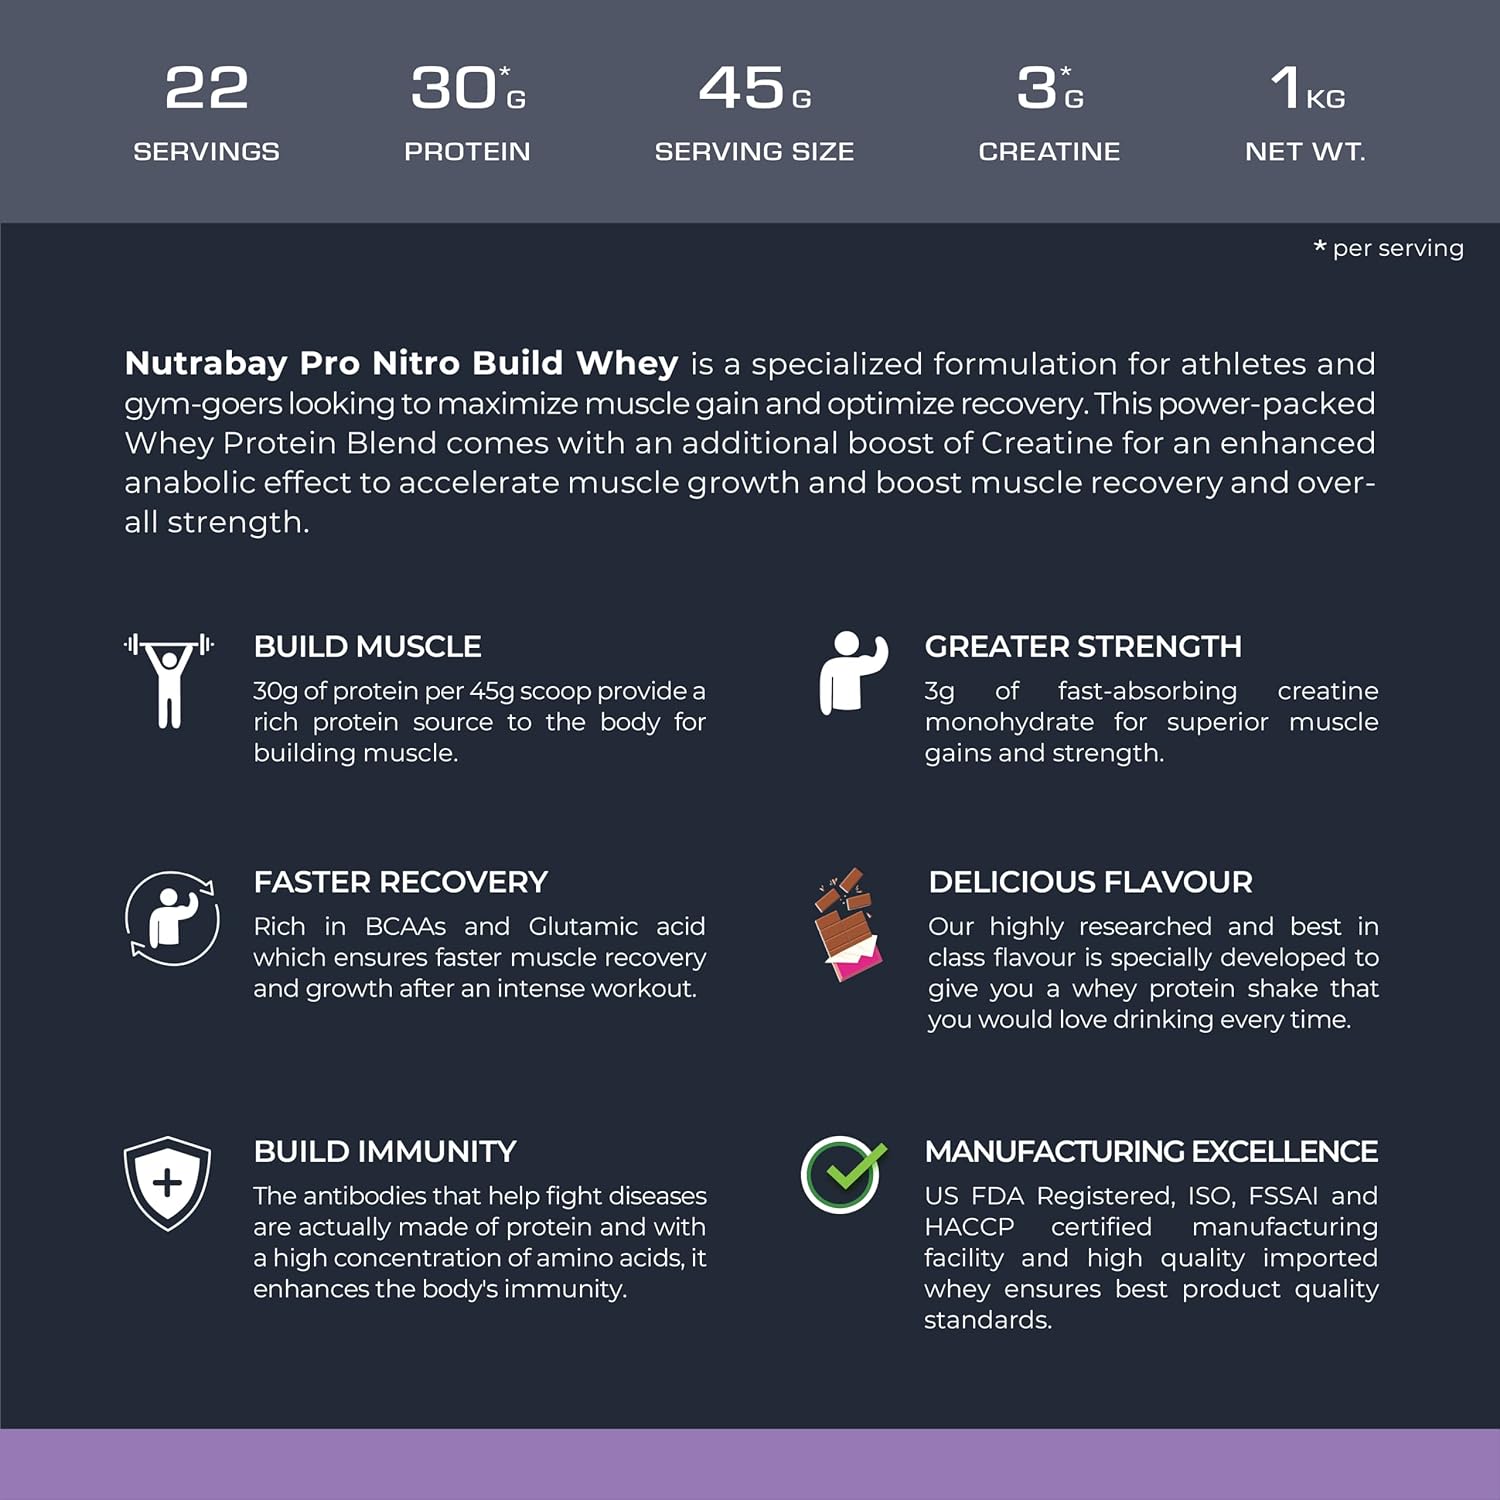 22 30*G 45G 3*G 1KG
SERVINGS PROTEIN SERVING SIZE CREATINE NET WT.
* per serving
Nutrabay Pro Nitro Build Whey is a specialized formulation for athletes and
gym-goers looking to maximize muscle gain and optimize recovery. This power-packed
Whey Protein Blend comes with an additional boost of Creatine for an enhanced
anabolic effect to accelerate muscle growth and boost muscle recovery and over-
all strength.
BUILD MUSCLE
30g of protein per 45g scoop provide a
rich protein source to the body for
building muscle.
GREATER STRENGTH
3g of fast-absorbing creatine
monohydrate for superior muscle
gains and strength.
FASTER RECOVERY
Rich in BCAAs and Glutamic acid
which ensures faster muscle recovery
and growth after an intense workout.
DELICIOUS FLAVOUR
Our highly researched and best in
class flavour is specially developed to
give you a whey protein shake that
you would love drinking every time.
BUILD IMMUNITY
The antibodies that help fight diseases
are actually made of protein and with
a high concentration of amino acids, it
enhances the body's immunity.
MANUFACTURING EXCELLENCE
US FDA Registered, ISO, FSSAI and
HACCP certified manufacturing
facility and high quality imported
whey ensures best product quality
standards.